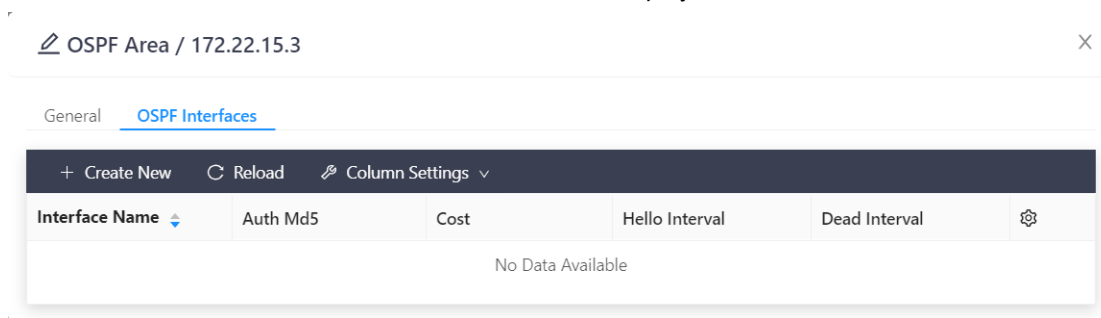 OSPF Area / 172.22.15.3
General OSPF Interfaces
+ Create New Reload Column Settings
Interface Name Auth Md5 Cost Hello Interval Dead Interval
No Data Available